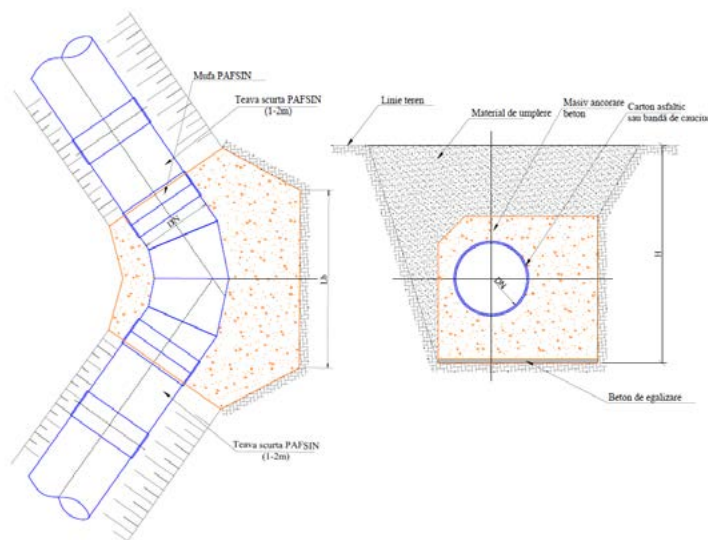 Mufa PAFSIN
Teava scurta PAFSIN
(1-2m)
DN
Lb
Teava scurta PAFSIN
(1-2m)
Linie teren
Material de umplere
Masiv ancorare
beton
Carton asfaltic
sau bandă de cauciuc
DN
H
Beton de egalizare